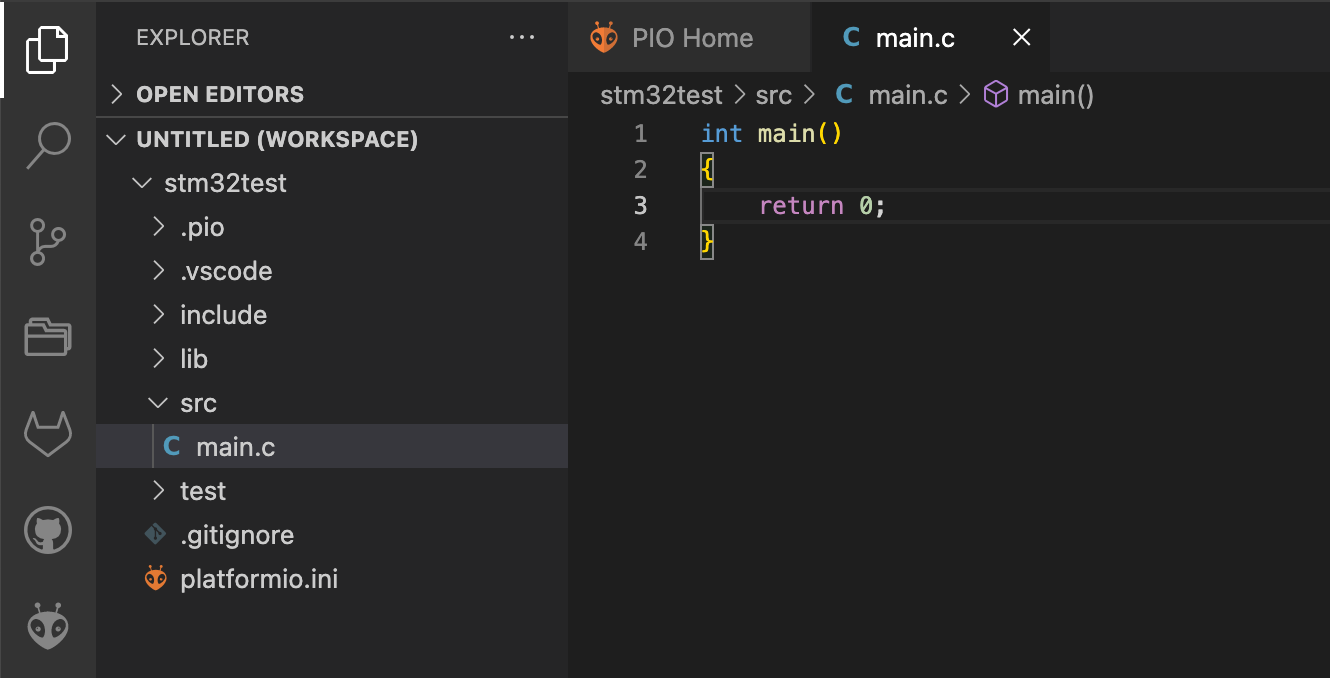 EXPLORER ···
OPEN EDITORS
UNTITLED (WORKSPACE)
stm32test
.pio
.vscode
include
lib
src
C main.c
test
.gitignore
platformio.ini
PIO Home C main.c
stm32test > src > C main.c > main()
1 int main()
2 {
3 return 0;
4 }